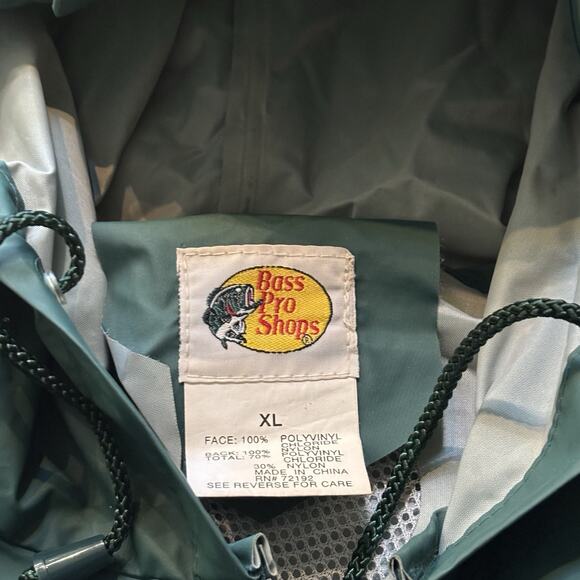 Bass
Pro
Shops
XL
FACE: 100% POLYVINYL
CHLORIDE
BACK: 100% NYLON
TOTAL: 70% POLYVINYL
CHLORIDE
30% NYLON
MADE IN CHINA
RN# 72192
SEE REVERSE FOR CARE